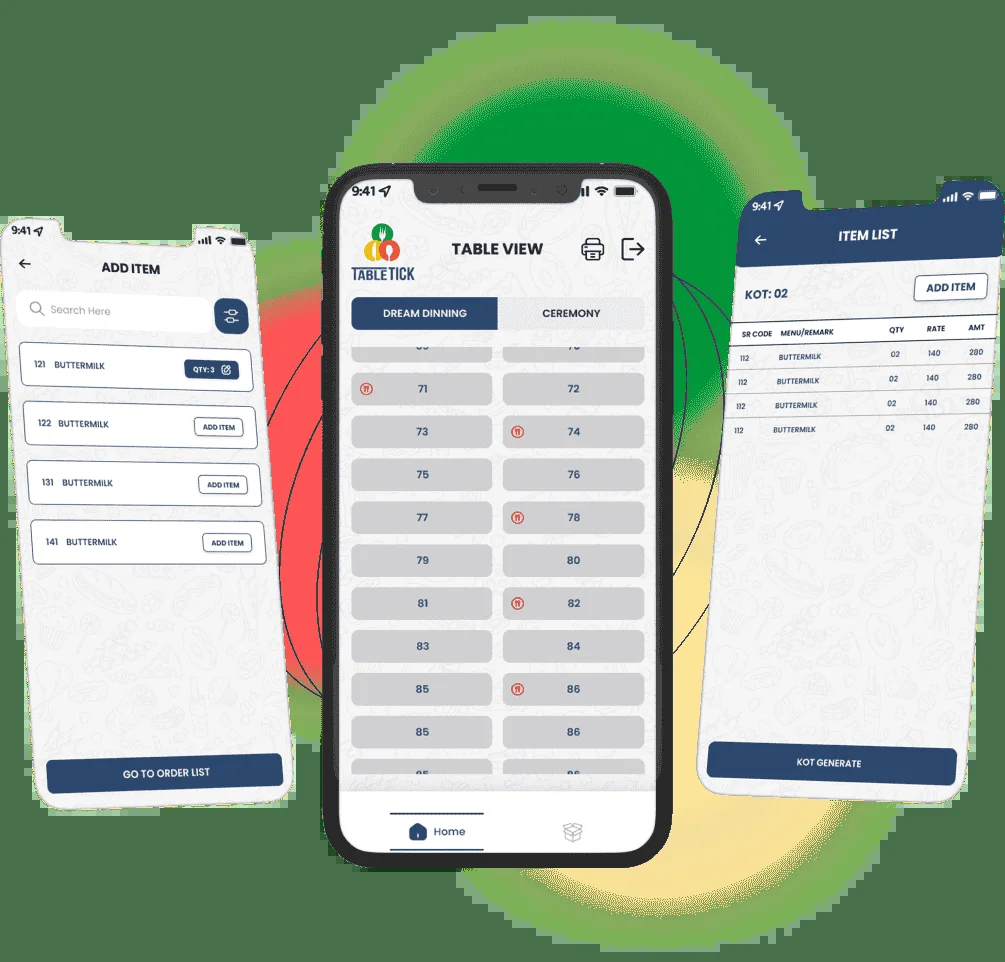 9:41
ADD ITEM
Search Here
121 BUTTERMILK QTY: 3
122 BUTTERMILK ADD ITEM
131 BUTTERMILK ADD ITEM
141 BUTTERMILK ADD ITEM
GO TO ORDER LIST
9:41
TABLE TICK
TABLE VIEW
DREAM DINNING CEREMONY
71 72
73 74
75 76
77 78
79 80
81 82
83 84
85 86
85 86
Home
9:41
ITEM LIST
KOT: 02 ADD ITEM
SR CODE MENU/REMARK QTY RATE AMT
112 BUTTERMILK 02 140 280
112 BUTTERMILK 02 140 280
112 BUTTERMILK 02 140 280
112 BUTTERMILK 02 140 280
KOT GENERATE